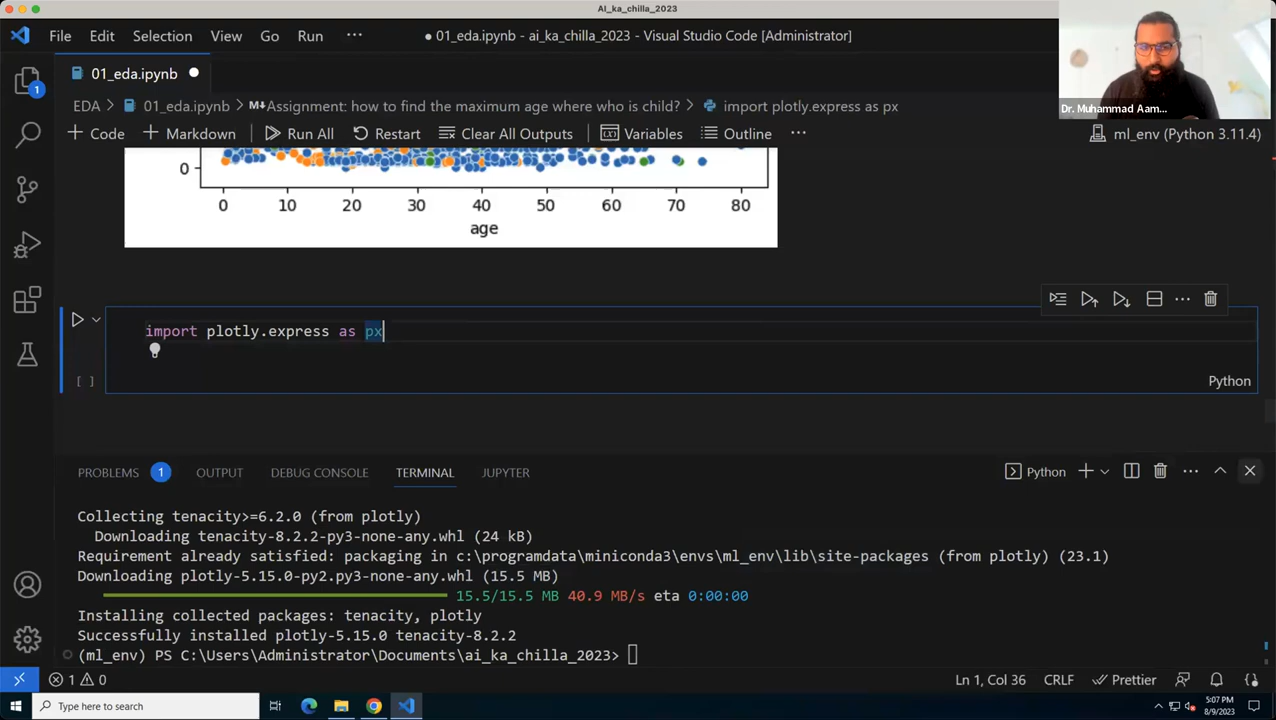 AI_ka_chilla_2023
File Edit Selection View Go Run ···
01_eda.ipynb - ai_ka_chilla_2023 - Visual Studio Code [Administrator]
01_eda.ipynb
Dr. Muhammad Aam...
1
EDA > 01_eda.ipynb > M↓Assignment: how to find the maximum age where who is child? > import plotly.express as px
+ Code + Markdown Run All Restart Clear All Outputs Variables Outline ··· ml_env (Python 3.11.4)
0
0 10 20 30 40 50 60 70 80
age
import plotly.express as px
[ ] Python
PROBLEMS 1 OUTPUT DEBUG CONSOLE TERMINAL JUPYTER Python
Collecting tenacity>=6.2.0 (from plotly)
Downloading tenacity-8.2.2-py3-none-any.whl (24 kB)
Requirement already satisfied: packaging in c:\programdata\miniconda3\envs\ml_env\lib\site-packages (from plotly) (23.1)
Downloading plotly-5.15.0-py2.py3-none-any.whl (15.5 MB)
15.5/15.5 MB 40.9 MB/s eta 0:00:00
Installing collected packages: tenacity, plotly
Successfully installed plotly-5.15.0 tenacity-8.2.2
(ml_env) PS C:\Users\Administrator\Documents\ai_ka_chilla_2023>
1 0 Ln 1, Col 36 CRLF Prettier
Type here to search
5:07 PM
8/9/2023